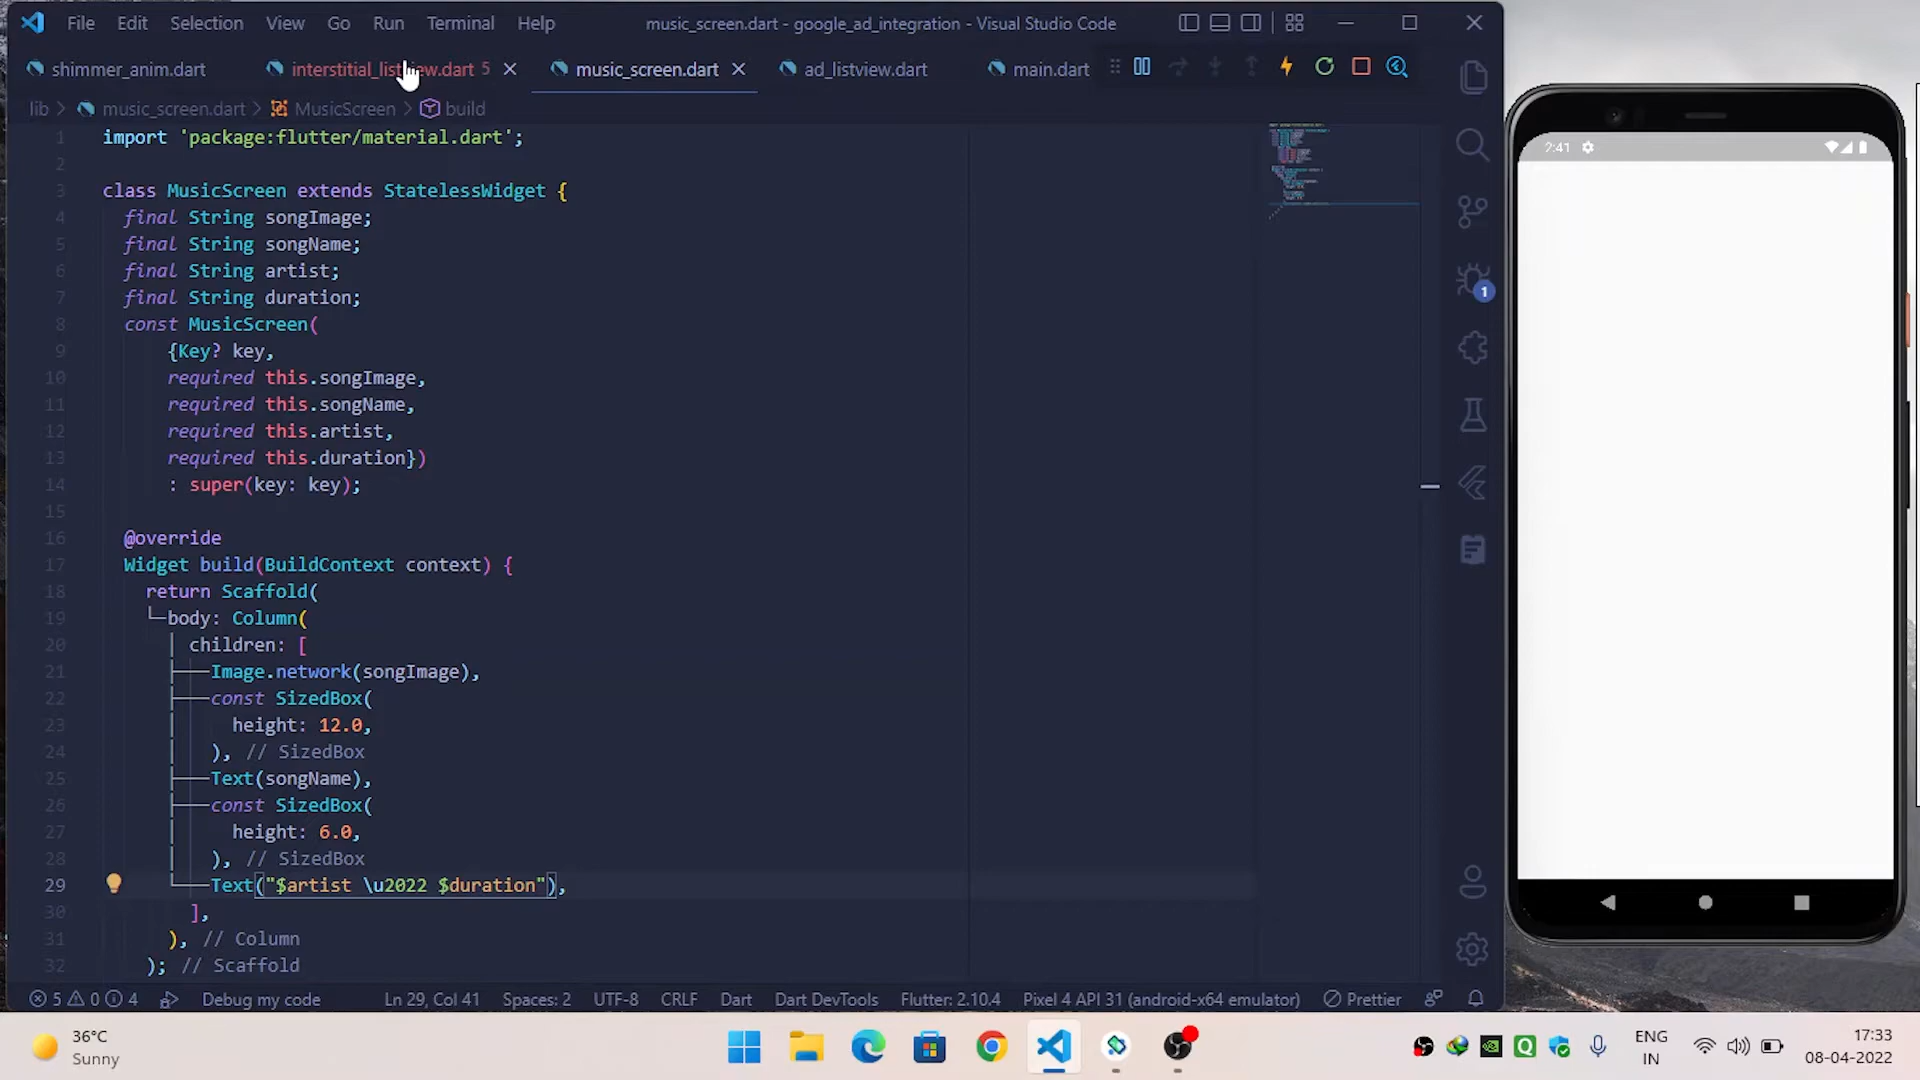 File Edit Selection View Go Run Terminal Help music_screen.dart - google_ad_integration - Visual Studio Code
shimmer_anim.dart interstitial_listview.dart 5 music_screen.dart ad_listview.dart main.dart
lib > music_screen.dart > MusicScreen > build
1 import 'package:flutter/material.dart';
2
3 class MusicScreen extends StatelessWidget {
4 final String songImage;
5 final String songName;
6 final String artist;
7 final String duration;
8 const MusicScreen(
9 {Key? key,
10 required this.songImage,
11 required this.songName,
12 required this.artist,
13 required this.duration})
14 : super(key: key);
15
16 @override
17 Widget build(BuildContext context) {
18 return Scaffold(
19 body: Column(
20 children: [
21 Image.network(songImage),
22 const SizedBox(
23 height: 12.0,
24 ), // SizedBox
25 Text(songName),
26 const SizedBox(
27 height: 6.0,
28 ), // SizedBox
29 Text("$artist \u2022 $duration"),
30 ],
31 ), // Column
32 ); // Scaffold
1
2:41
5 0 4 Debug my code Ln 29, Col 41 Spaces: 2 UTF-8 CRLF Dart Dart DevTools Flutter: 2.10.4 Pixel 4 API 31 (android-x64 emulator) Prettier
36°C
Sunny
ENG
IN
17:33
08-04-2022